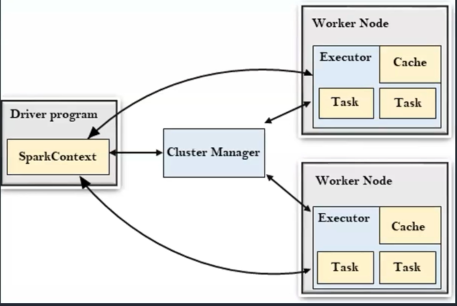 Worker Node
Executor
Cache
Task
Task
Driver program
SparkContext
Cluster Manager
Worker Node
Executor
Cache
Task
Task